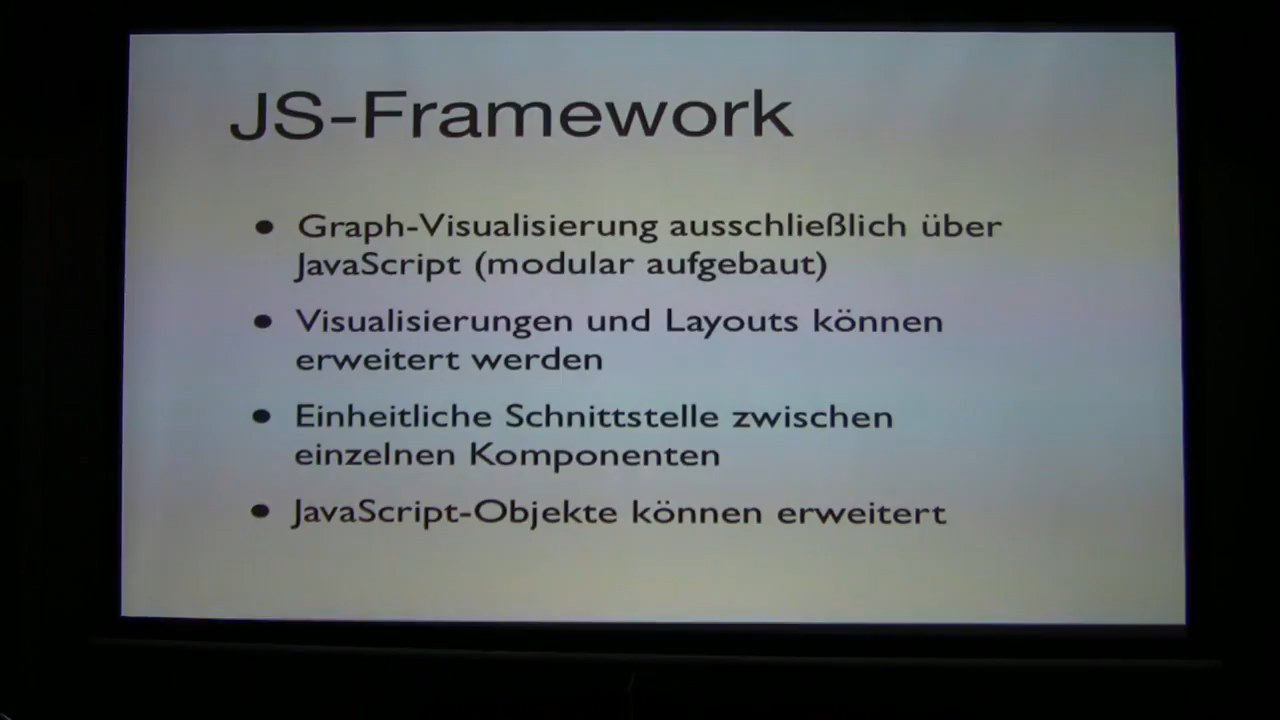 JS-Framework
• Graph-Visualisierung ausschließlich über
JavaScript (modular aufgebaut)
• Visualisierungen und Layouts können
erweitert werden
• Einheitliche Schnittstelle zwischen
einzelnen Komponenten
• JavaScript-Objekte können erweitert